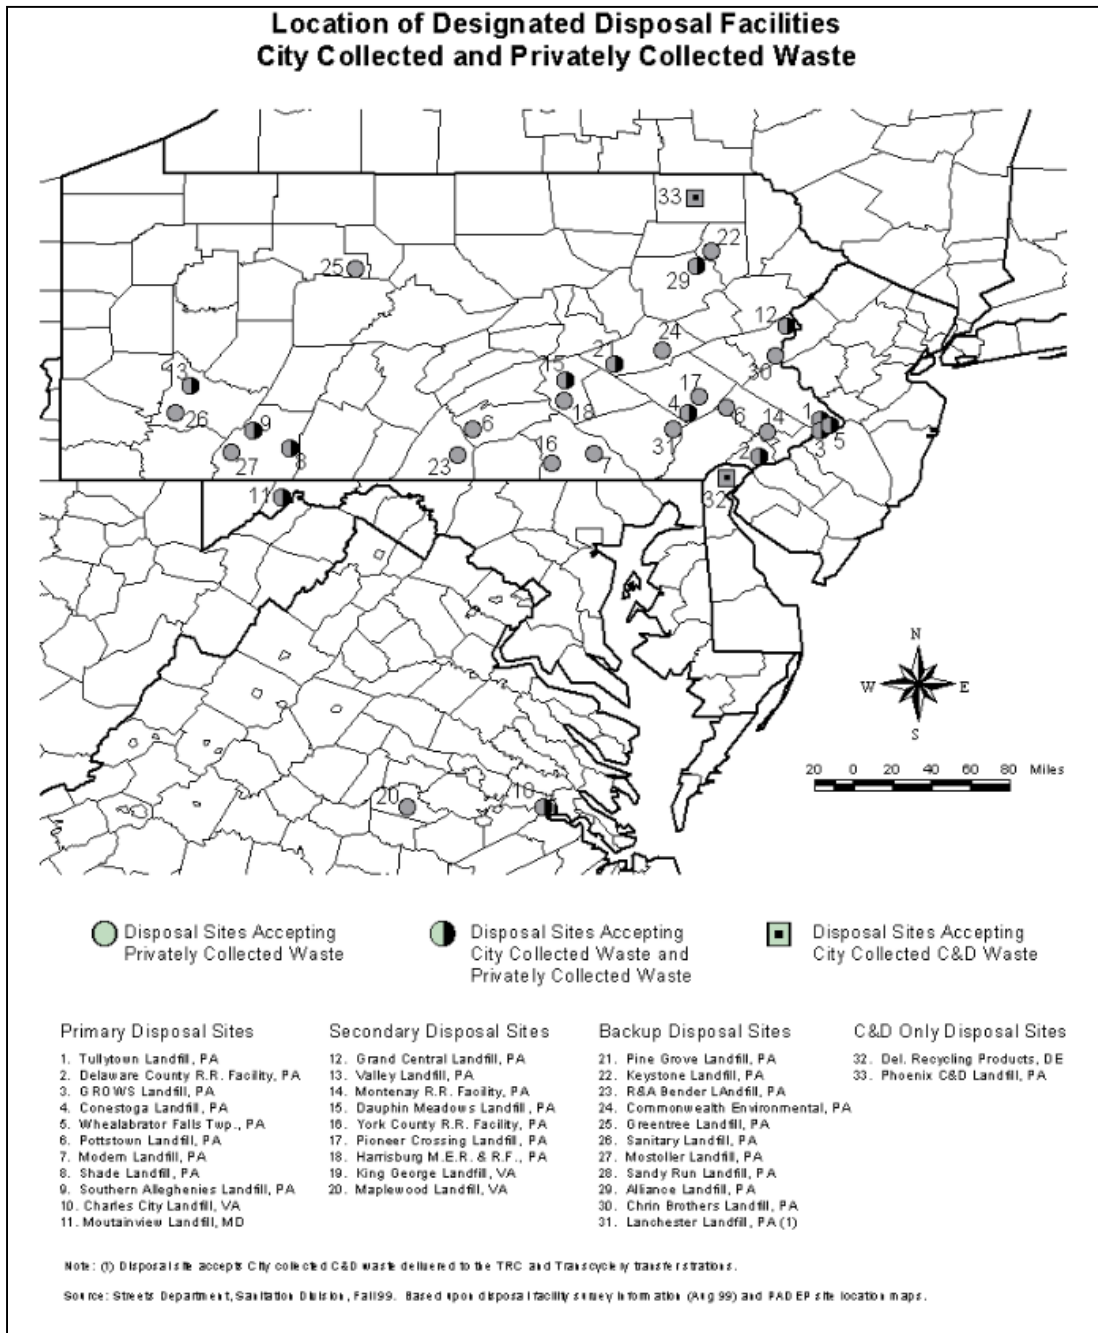 Location of Designated Disposal Facilities
City Collected and Privately Collected Waste
33
22
25
29
12
24
21
30
13
15
17
26
18
4
6
14
1
9
6
31
5
27
8
23
16
7
2
3
11
32
N
W E
S
20 0 20 40 60 80 Miles
20
10
Disposal Sites Accepting
Privately Collected Waste
Disposal Sites Accepting
City Collected Waste and
Privately Collected Waste
Disposal Sites Accepting
City Collected C&D Waste
Primary Disposal Sites
1. Tullytown Landfill, PA
2. Delaware County R.R. Facility, PA
3. GROWS Landfill, PA
4. Conestoga Landfill, PA
5. Whealabrator Falls Twp., PA
6. Pottstown Landfill, PA
7. Modern Landfill, PA
8. Shade Landfill, PA
9. Southern Alleghenies Landfill, PA
10. Charles City Landfill, VA
11. Moutainview Landfill, MD
Secondary Disposal Sites
12. Grand Central Landfill, PA
13. Valley Landfill, PA
14. Montenay R.R. Facility, PA
15. Dauphin Meadows Landfill, PA
16. York County R.R. Facility, PA
17. Pioneer Crossing Landfill, PA
18. Harrisburg M.E.R. & R.F., PA
19. King George Landfill, VA
20. Maplewood Landfill, VA
Backup Disposal Sites
21. Pine Grove Landfill, PA
22. Keystone Landfill, PA
23. R&A Bender LAndfill, PA
24. Commonwealth Environmental, PA
25. Greentree Landfill, PA
26. Sanitary Landfill, PA
27. Mostoller Landfill, PA
28. Sandy Run Landfill, PA
29. Alliance Landfill, PA
30. Chrin Brothers Landfill, PA
31. Lanchester Landfill, PA (1)
C&D Only Disposal Sites
32. Del. Recycling Products, DE
33. Phoenix C&D Landfill, PA
Note: (1) Disposal site accepts City collected C&D waste delivered to the TRC and Transcyclery transfer strations.
Source: Streets Department, Sanitation Division, Fall 99. Based upon disposal facility survey information (Aug 99) and PADEP site location maps.